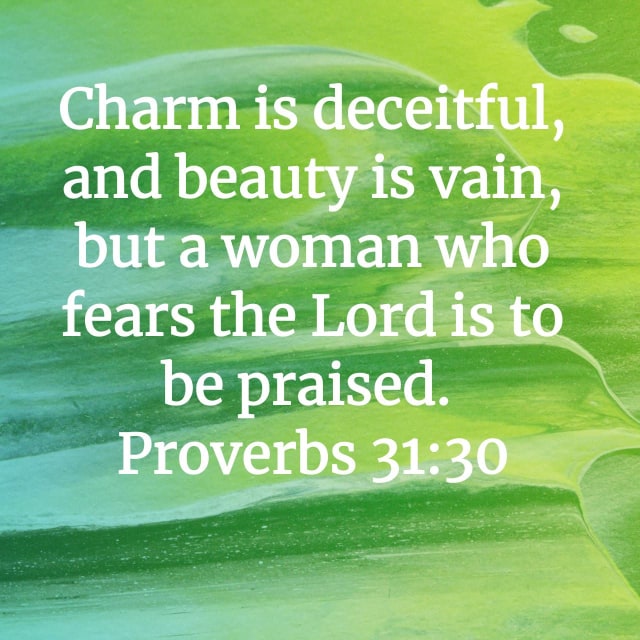 Charm is deceitful,
and beauty is vain,
but a woman who
fears the Lord is to
be praised.
Proverbs 31:30